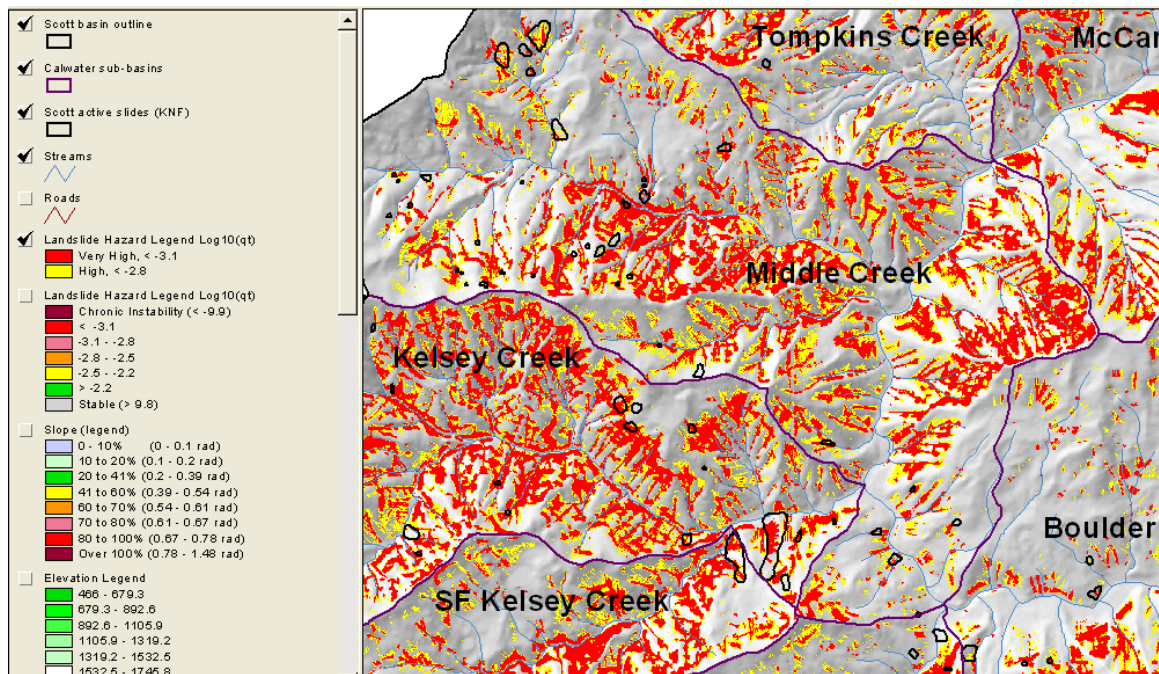 Scott basin outline
Calwater sub-basins
Scott active slides (KNF)
Streams
Roads
Landslide Hazard Legend Log10(qt)
Very High, < -3.1
High, < -2.8
Landslide Hazard Legend Log10(qt)
Chronic Instability (< -9.9)
< -3.1
-3.1 - -2.8
-2.8 - -2.5
-2.5 - -2.2
> -2.2
Stable (> 9.8)
Slope (legend)
0 - 10% (0 - 0.1 rad)
10 to 20% (0.1 - 0.2 rad)
20 to 41% (0.2 - 0.39 rad)
41 to 60% (0.39 - 0.54 rad)
60 to 70% (0.54 - 0.61 rad)
70 to 80% (0.61 - 0.67 rad)
80 to 100% (0.67 - 0.78 rad)
Over 100% (0.78 - 1.48 rad)
Elevation Legend
466 - 679.3
679.3 - 892.6
892.6 - 1105.9
1105.9 - 1319.2
1319.2 - 1532.5
1532.5 - 1745.8
Tompkins Creek
McCar
Middle Creek
Kelsey Creek
Boulder
SF Kelsey Creek